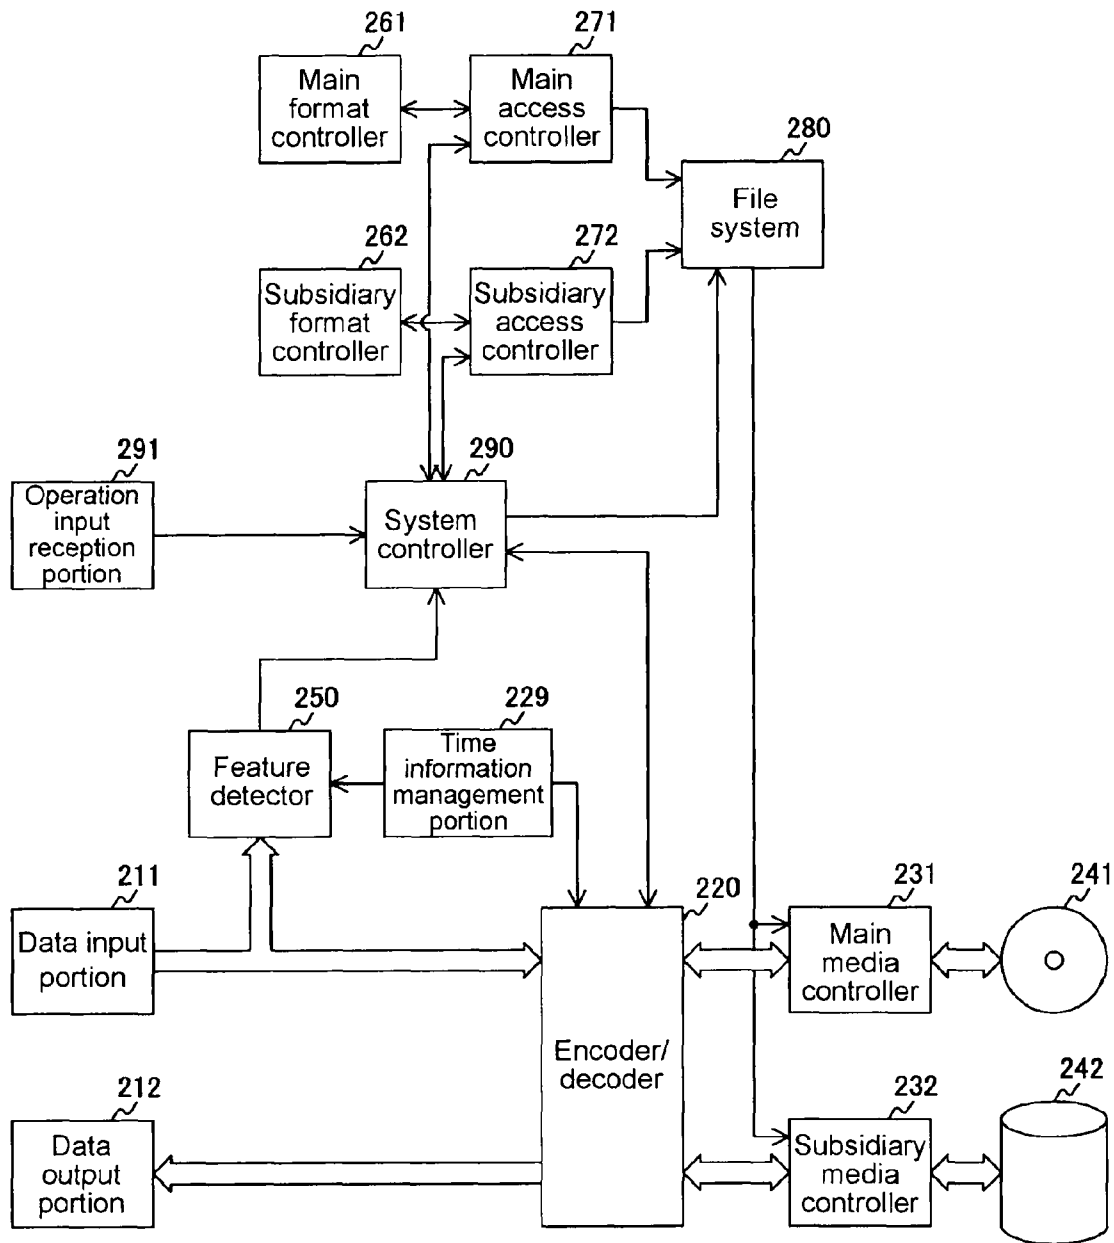 261
Main
format
controller
271
Main
access
controller
280
File
system
262
Subsidiary
format
controller
272
Subsidiary
access
controller
291
Operation
input
reception
portion
290
System
controller
250
Feature
detector
229
Time
information
management
portion
211
Data input
portion
220
Encoder/
decoder
231
Main
media
controller
241
212
Data
output
portion
232
Subsidiary
media
controller
242